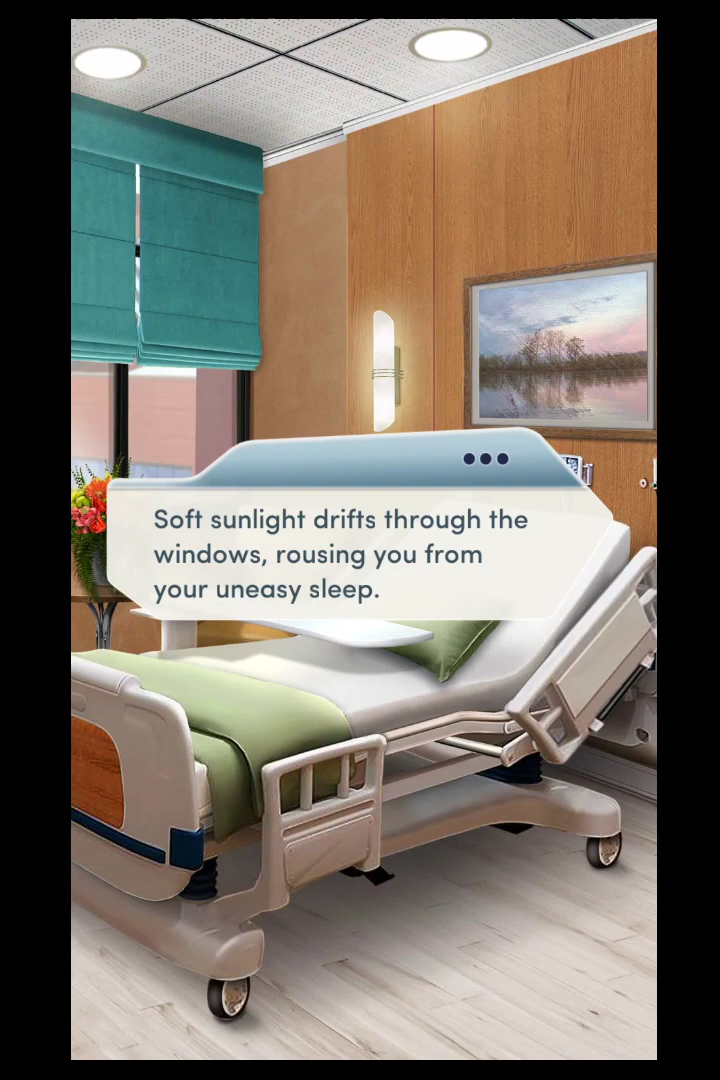 Soft sunlight drifts through the
windows, rousing you from
your uneasy sleep.